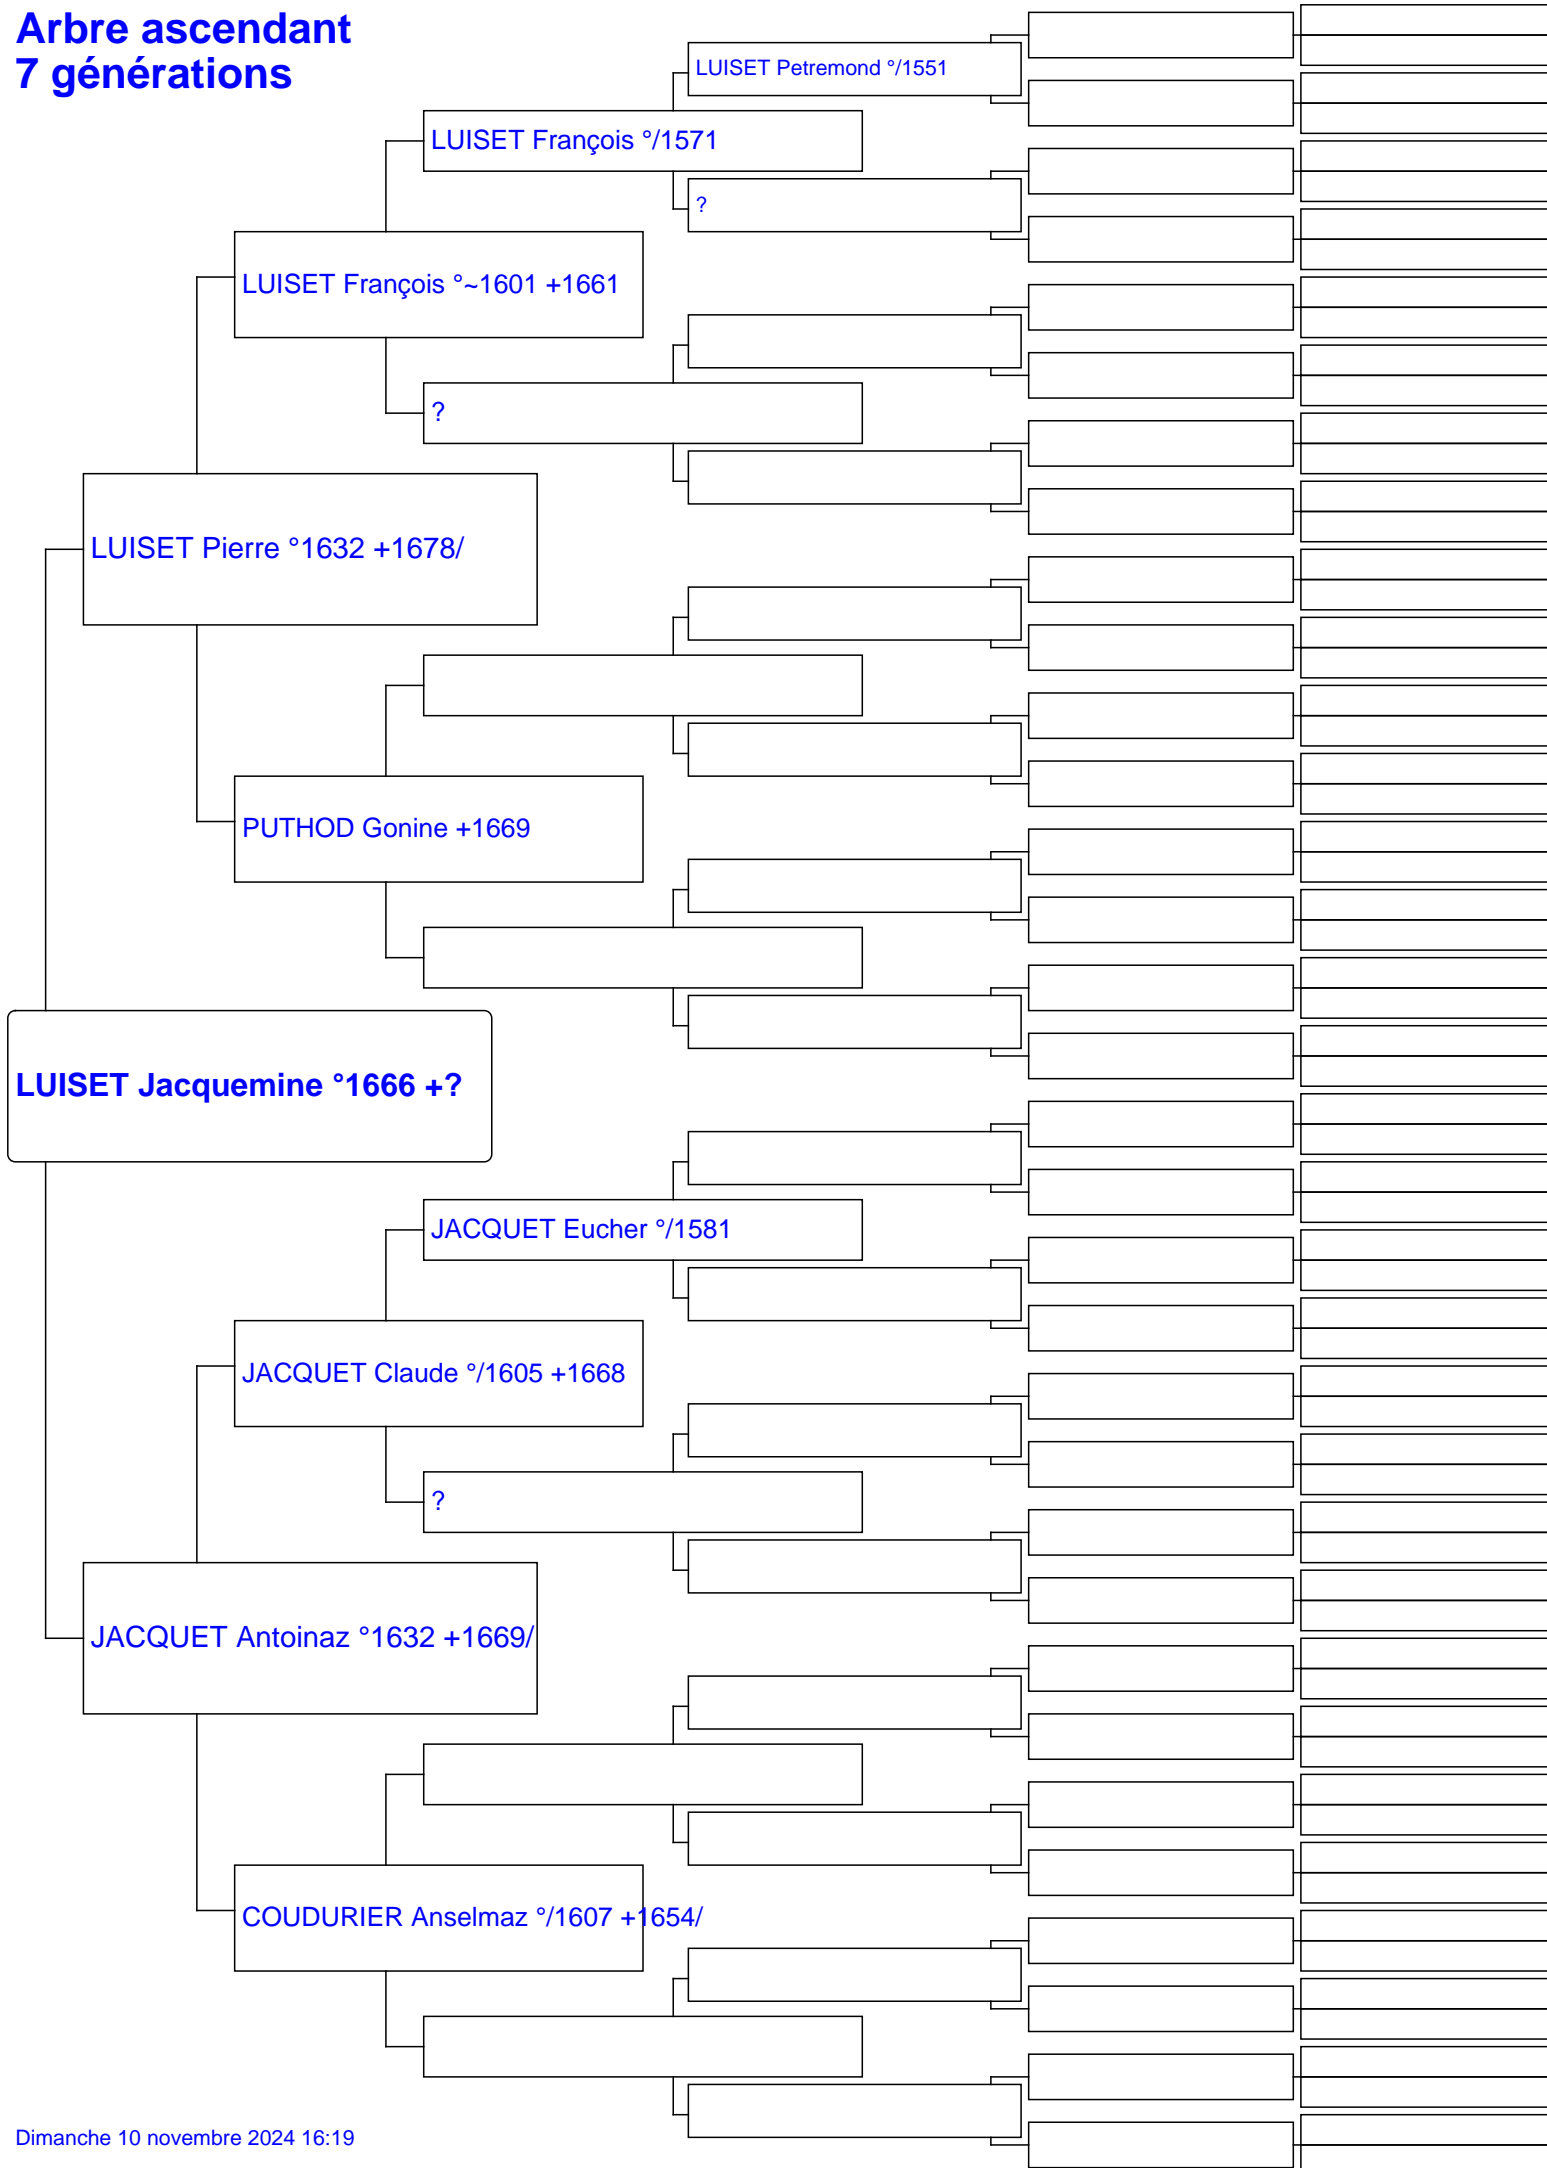 Arbre ascendant
7 générations
LUISET Petremond °/1551
LUISET François °/1571
?
LUISET François °~1601 +1661
?
LUISET Pierre °1632 +1678/
PUTHOD Gonine +1669
LUISET Jacquemine °1666 +?
JACQUET Eucher °/1581
JACQUET Claude °/1605 +1668
?
JACQUET Antoinaz °1632 +1669/
COUDURIER Anselmaz °/1607 +1654/
Dimanche 10 novembre 2024 16:19